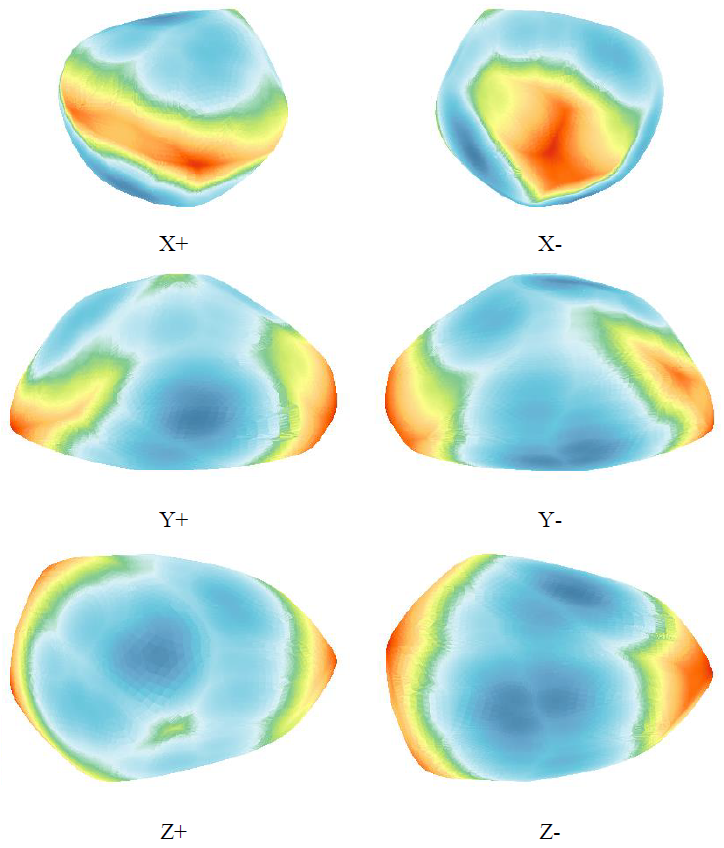 X+ X-
Y+ Y-
Z+ Z-